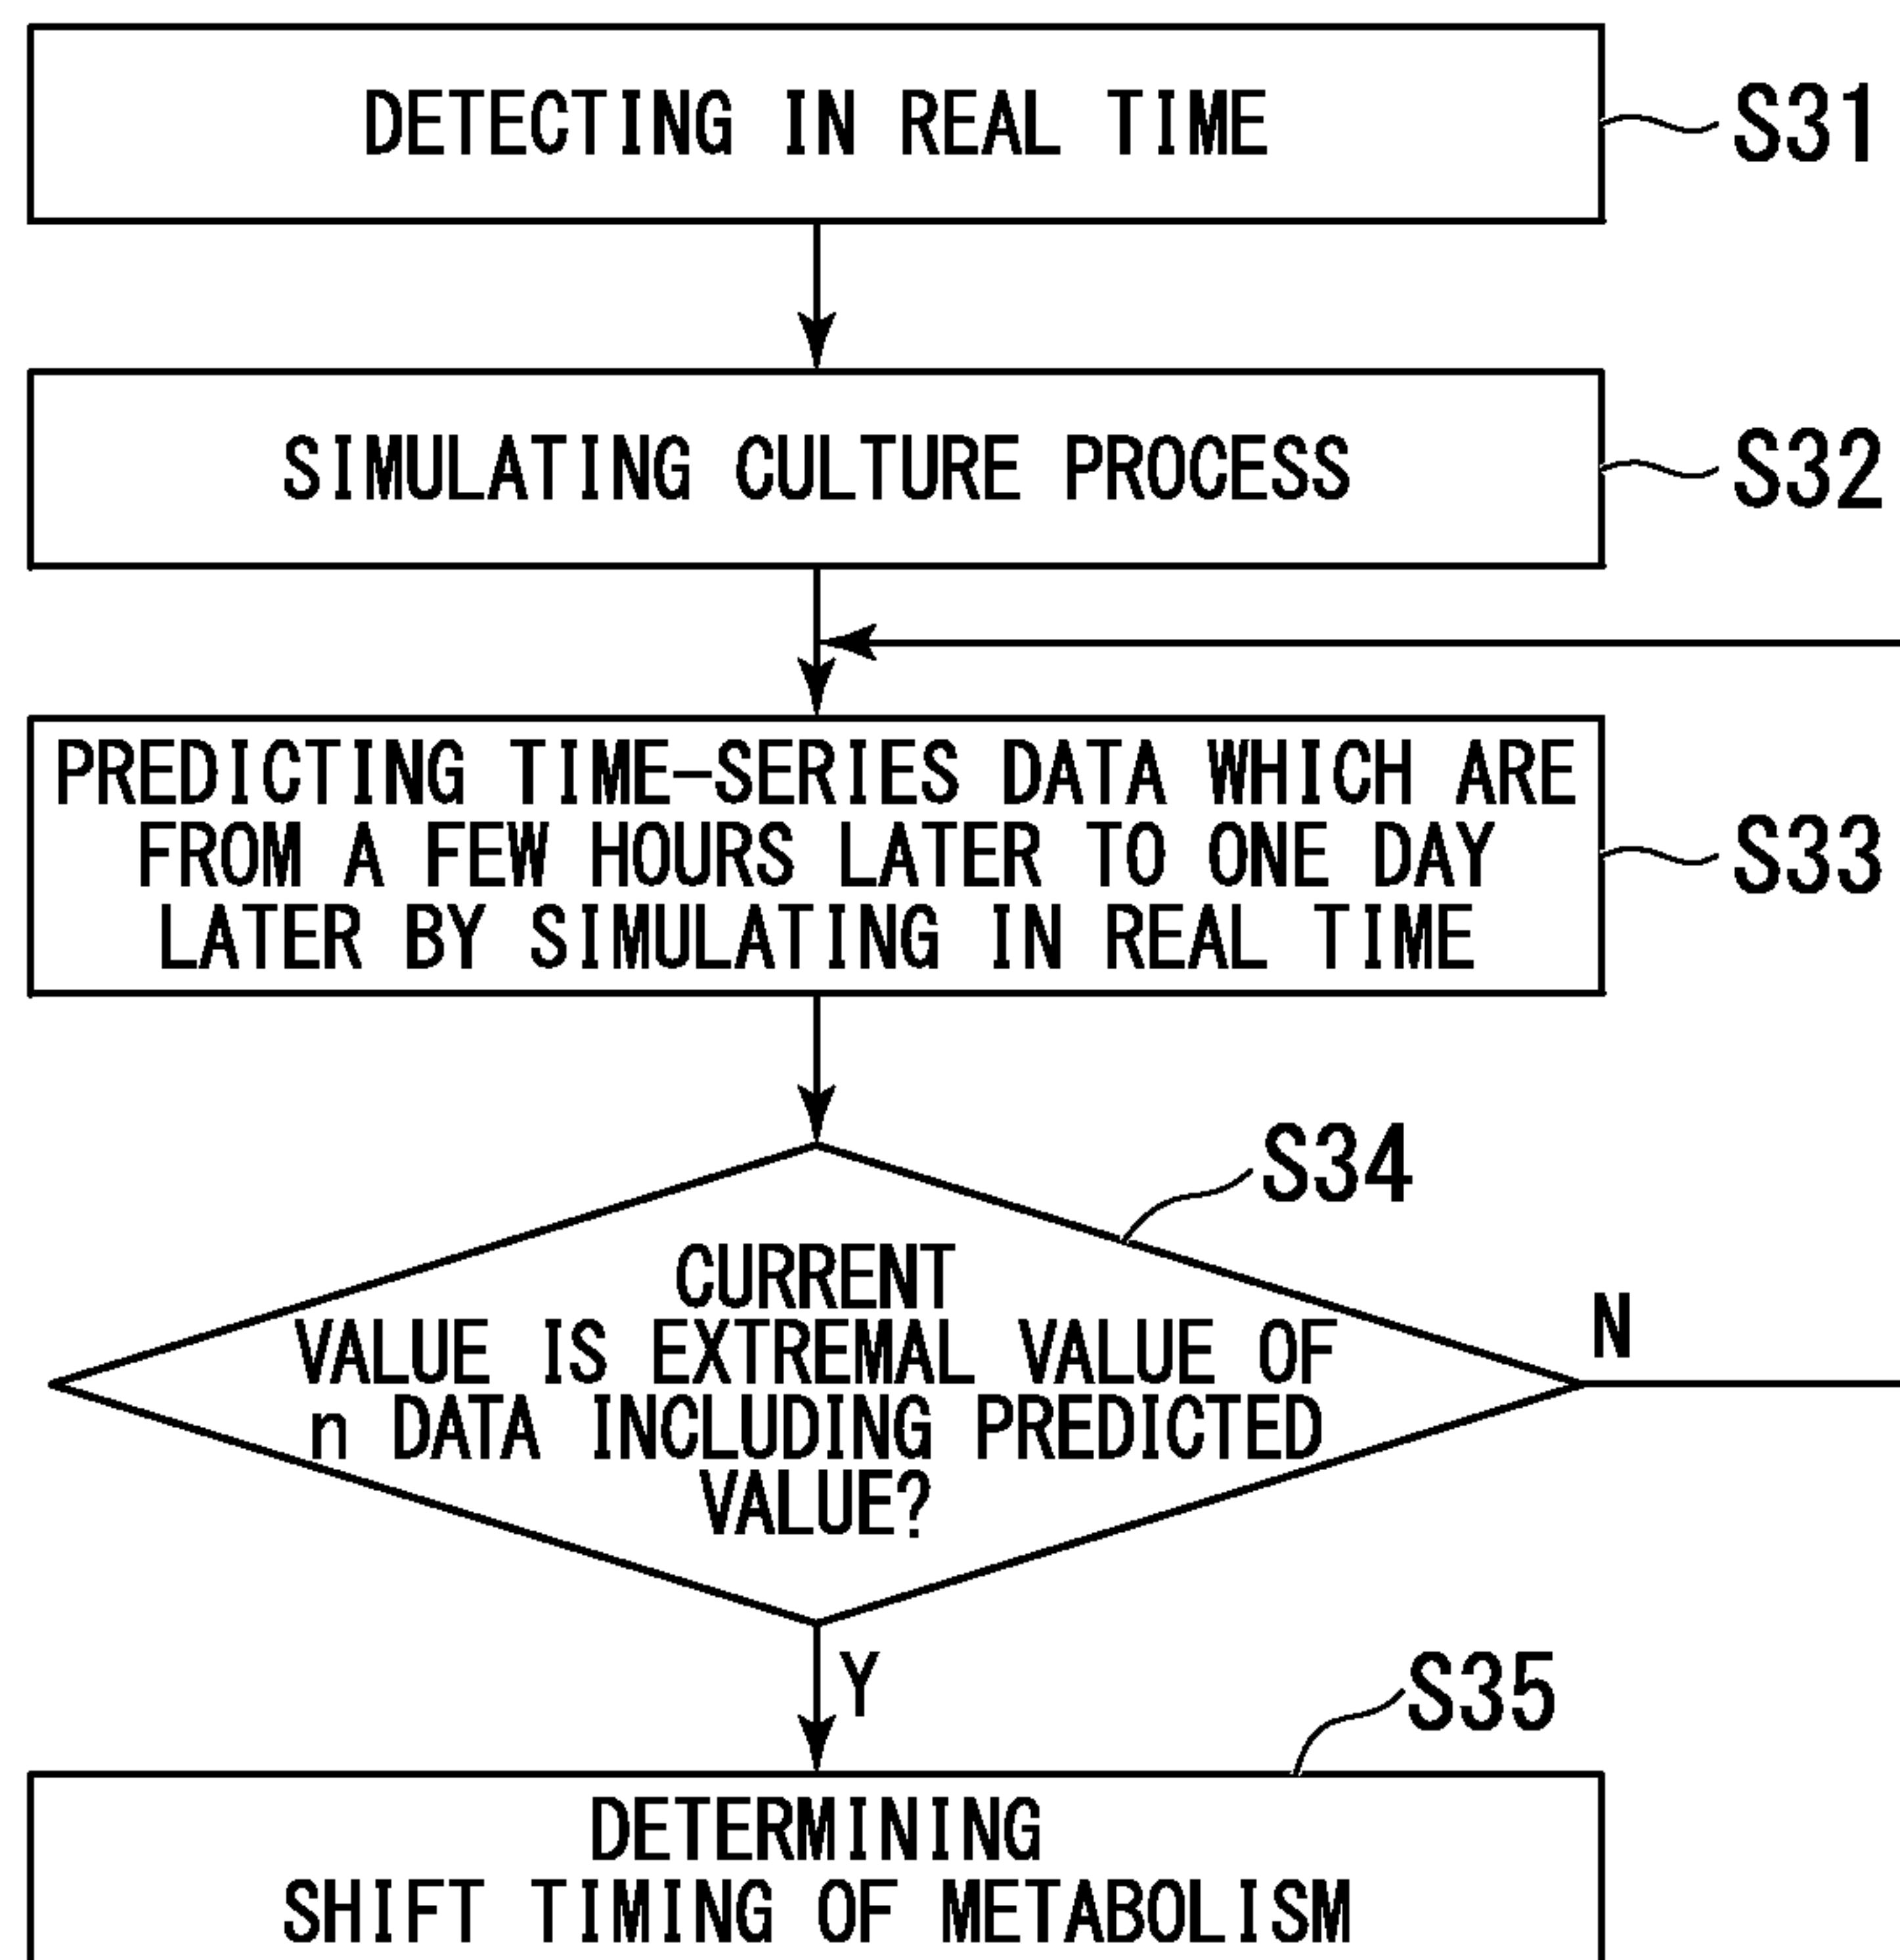 DETECTING IN REAL TIME
S31
SIMULATING CULTURE PROCESS
S32
PREDICTING TIME-SERIES DATA WHICH ARE
FROM A FEW HOURS LATER TO ONE DAY
LATER BY SIMULATING IN REAL TIME
S33
S34
CURRENT
VALUE IS EXTREMAL VALUE OF
n DATA INCLUDING PREDICTED
VALUE?
N
Y
S35
DETERMINING
SHIFT TIMING OF METABOLISM